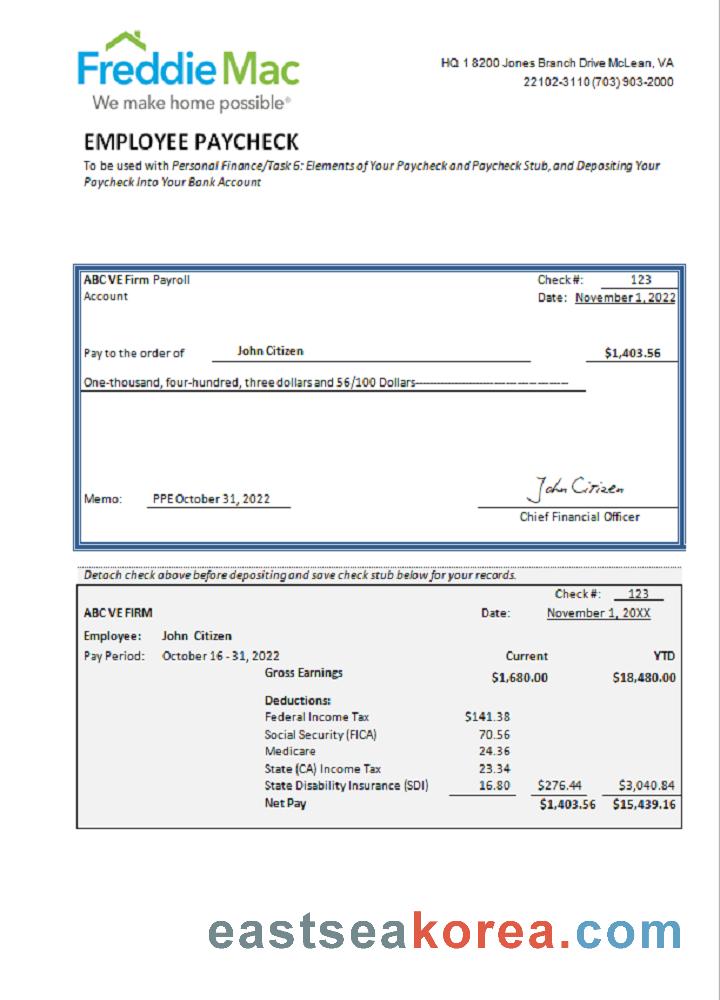 Freddie Mac
We make home possible®
HQ 1 8200 Jones Branch Drive McLean, VA
22102-3110 (703) 903-2000
EMPLOYEE PAYCHECK
To be used with Personal Finance/Task 6: Elements of Your Paycheck and Paycheck Stub, and Depositing Your
Paycheck Into Your Bank Account
ABC VE Firm Payroll Check #: 123
Account Date: November 1, 2022
Pay to the order of John Citizen $1,403.56
One-thousand, four-hundred, three dollars and 56/100 Dollars--------------------------------------------
John Citizen
Memo: PPE October 31, 2022
Chief Financial Officer
Detach check above before depositing and save check stub below for your records.
Check #: 123
ABC VE FIRM Date: November 1, 20XX
Employee: John Citizen
Pay Period: October 16 - 31, 2022 Current YTD
Gross Earnings $1,680.00 $18,480.00
Deductions:
Federal Income Tax $141.38
Social Security (FICA) 70.56
Medicare 24.36
State (CA) Income Tax 23.34
State Disability Insurance (SDI) 16.80 $276.44 $3,040.84
Net Pay $1,403.56 $15,439.16
eastseakorea.com